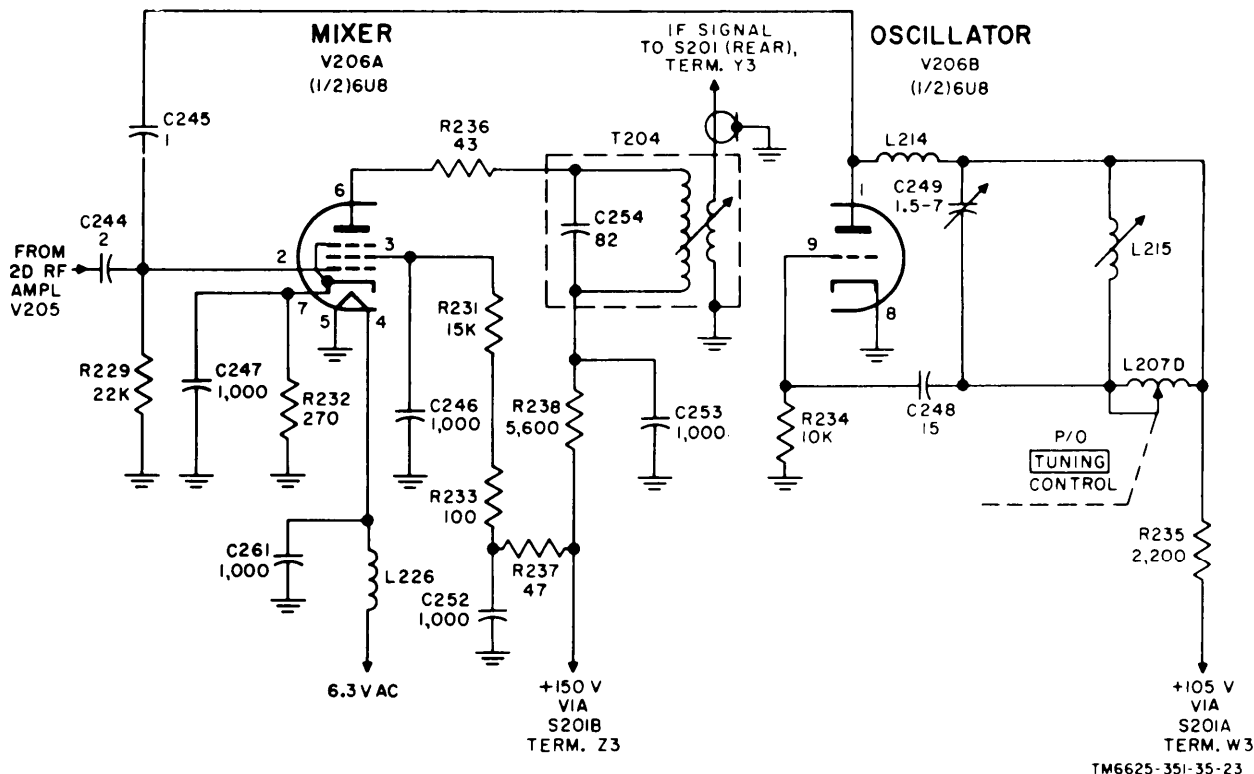 MIXER
V206A
(1/2)6U8
IF SIGNAL
TO S201 (REAR),
TERM. Y3
OSCILLATOR
V206B
(1/2)6U8
C245
1
R236
43
T204
L214
C249
1.5-7
C244
2
FROM
2D RF
AMPL
V205
6
2
3
7
5
4
C254
82
1
9
8
L215
R229
22K
C247
1,000
R232
270
R231
15K
C246
1,000
R238
5,600
C253
1,000
R234
10K
C248
15
L207D
P/O
TUNING
CONTROL
R233
100
C261
1,000
L226
R237
47
C252
1,000
R235
2,200
6.3 V AC
+150 V
VIA
S201B
TERM. Z3
+105 V
VIA
S201A
TERM. W3
TM6625-351-35-23